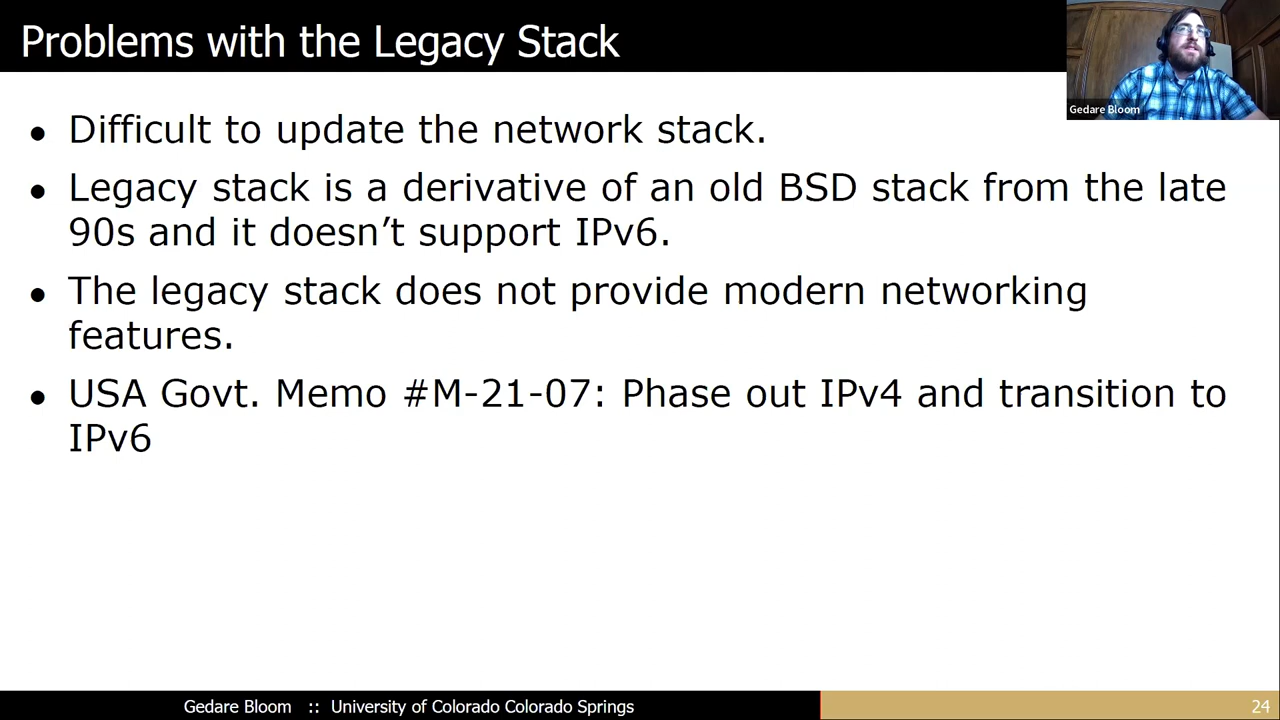 Problems with the Legacy Stack
Gedare Bloom
● Difficult to update the network stack.
● Legacy stack is a derivative of an old BSD stack from the late
90s and it doesn’t support IPv6.
● The legacy stack does not provide modern networking
features.
● USA Govt. Memo #M-21-07: Phase out IPv4 and transition to
IPv6
Gedare Bloom :: University of Colorado Colorado Springs
24